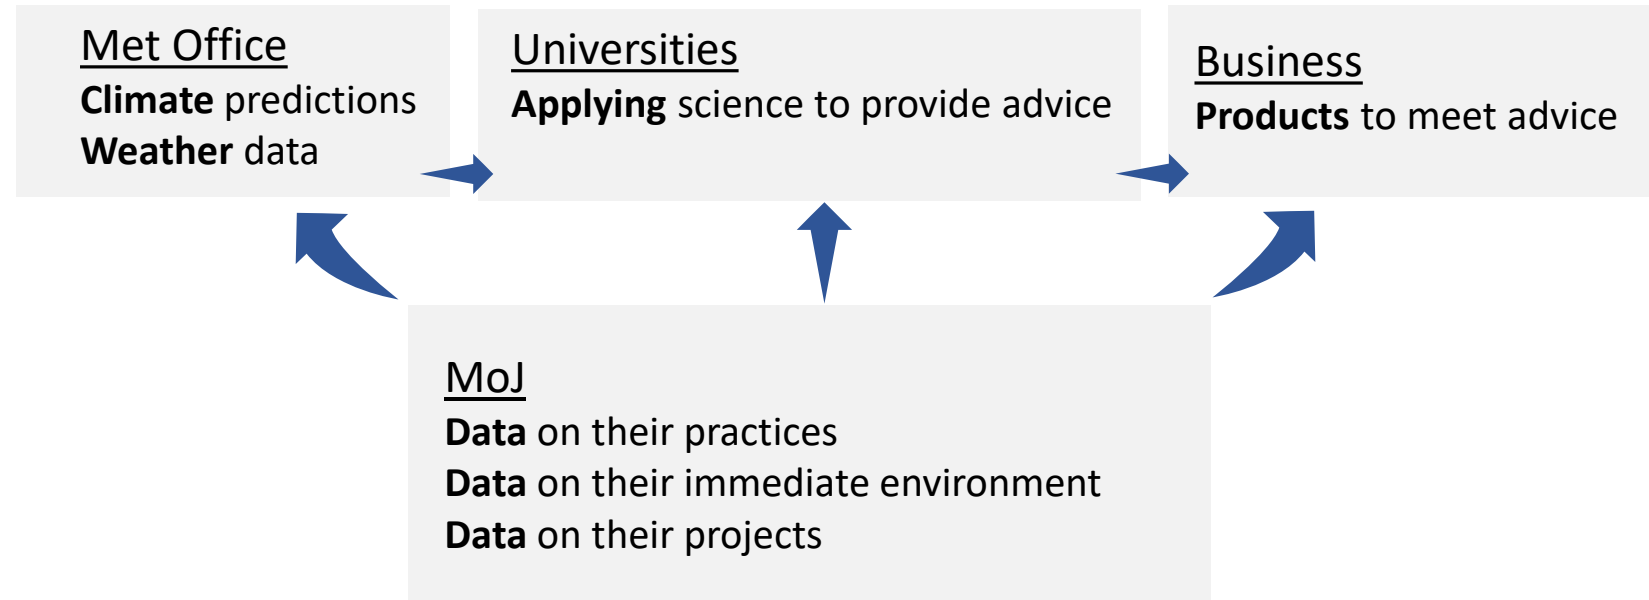 Met Office
Climate predictions
Weather data
Universities
Applying science to provide advice
Business
Products to meet advice
MoJ
Data on their practices
Data on their immediate environment
Data on their projects